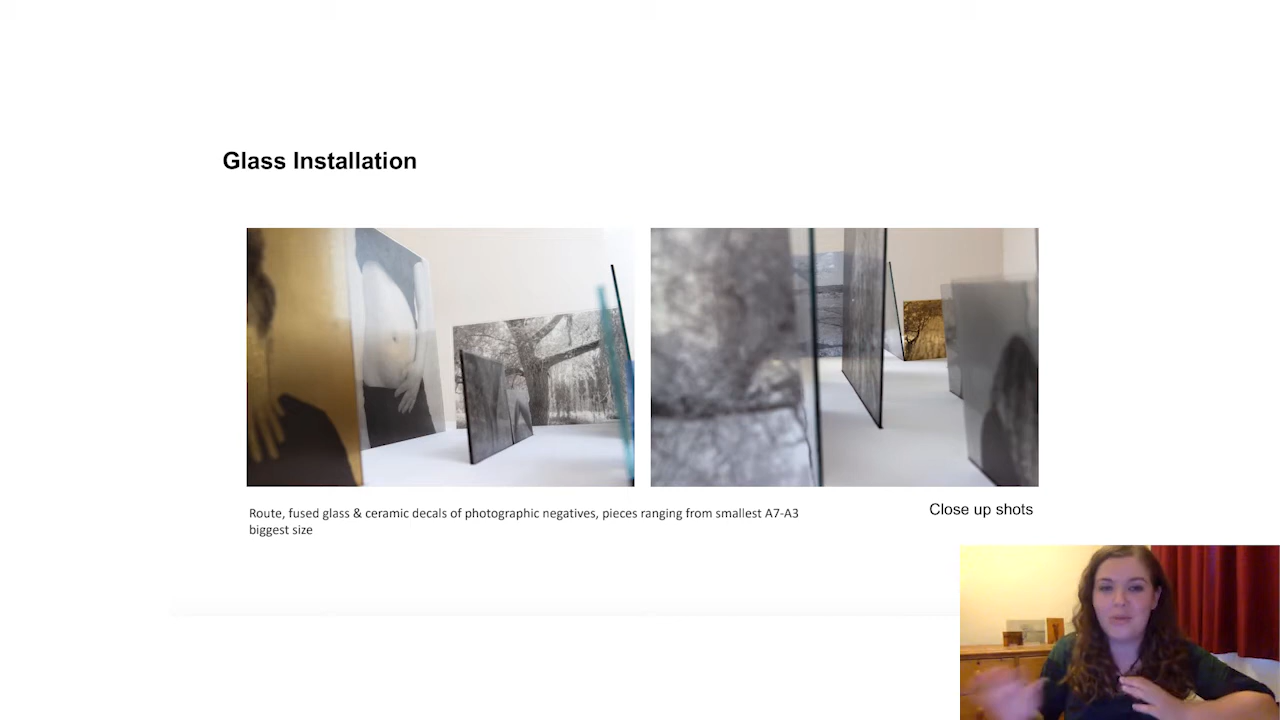 Glass Installation
Route, fused glass & ceramic decals of photographic negatives, pieces ranging from smallest A7-A3
biggest size
Close up shots